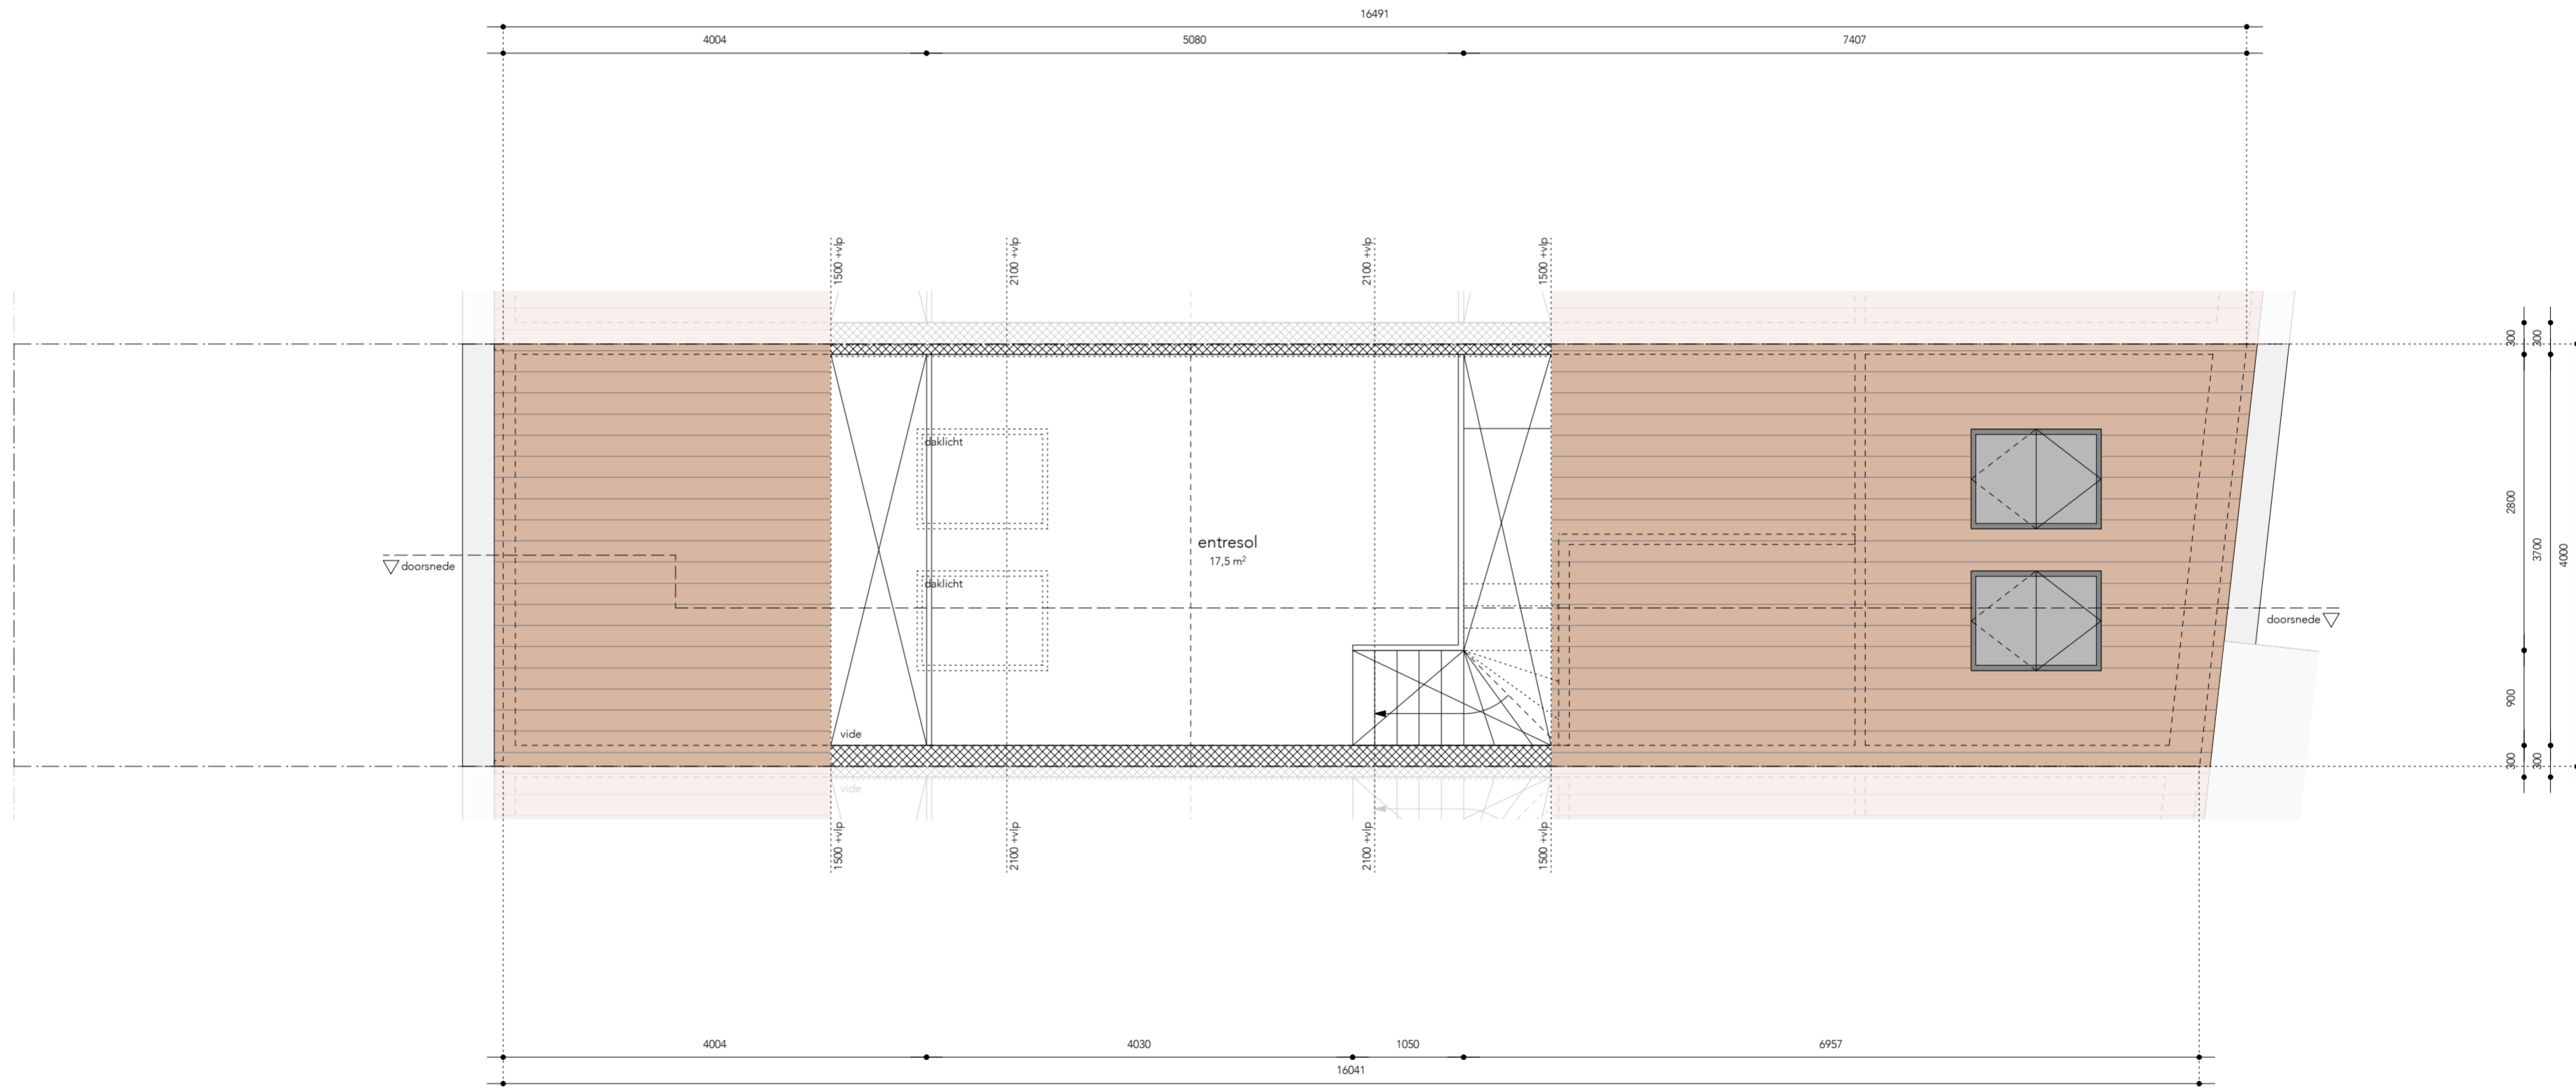 16491
4004
5080
7407
1500 +vlp
2100 +vlp
2100 +vlp
1500 +vlp
300
300
daklicht
2800
entresol
17,5 m²
3700
4000
doorsnede
daklicht
doorsnede
900
vide
300
300
vide
1500 +vlp
2100 +vlp
2100 +vlp
1500 +vlp
4004
4030
1050
6957
16041